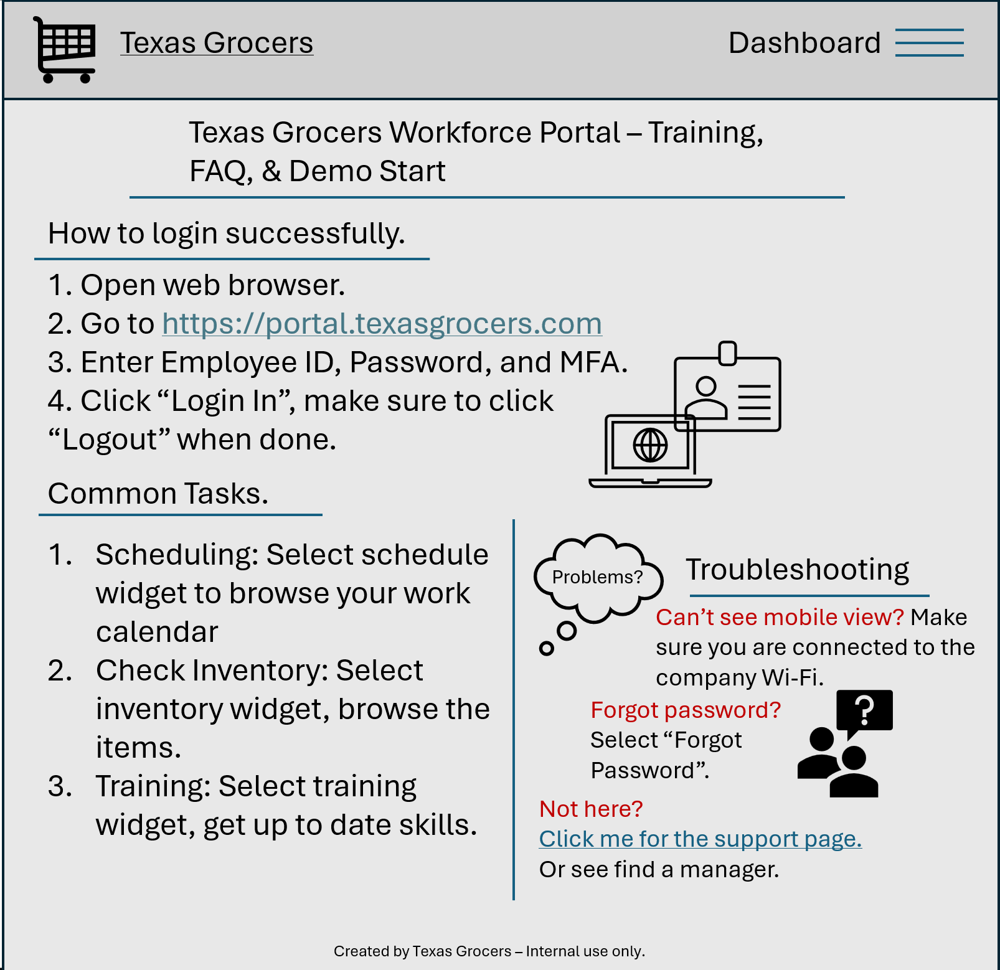 Texas Grocers
Dashboard
Texas Grocers Workforce Portal – Training,
FAQ, & Demo Start
How to login successfully.
1. Open web browser.
2. Go to https://portal.texasgrocers.com
3. Enter Employee ID, Password, and MFA.
4. Click “Login In”, make sure to click
“Logout” when done.
Common Tasks.
1. Scheduling: Select schedule
widget to browse your work
calendar
2. Check Inventory: Select
inventory widget, browse the
items.
3. Training: Select training
widget, get up to date skills.
Problems?
Troubleshooting
Can’t see mobile view? Make
sure you are connected to the
company Wi-Fi.
Forgot password?
Select “Forgot
Password”.
?
Not here?
Click me for the support page.
Or see find a manager.
Created by Texas Grocers – Internal use only.